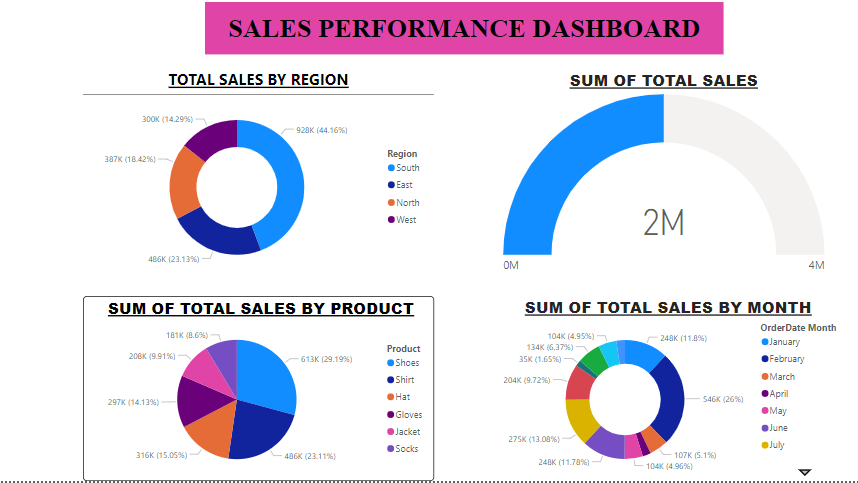 SALES PERFORMANCE DASHBOARD
TOTAL SALES BY REGION
300K (14.29%)
928K (44.16%)
387K (18.42%)
486K (23.13%)
Region
South
East
North
West
SUM OF TOTAL SALES
2M
0M
4M
SUM OF TOTAL SALES BY PRODUCT
181K (8.6%)
208K (9.91%)
613K (29.19%)
297K (14.13%)
316K (15.05%)
486K (23.11%)
Product
Shoes
Shirt
Hat
Gloves
Jacket
Socks
SUM OF TOTAL SALES BY MONTH
104K (4.95%)
248K (11.8%)
134K (6.37%)
35K (1.65%)
204K (9.72%)
546K (26%)
275K (13.08%)
107K (5.1%)
248K (11.78%)
104K (4.96%)
OrderDate Month
January
February
March
April
May
June
July